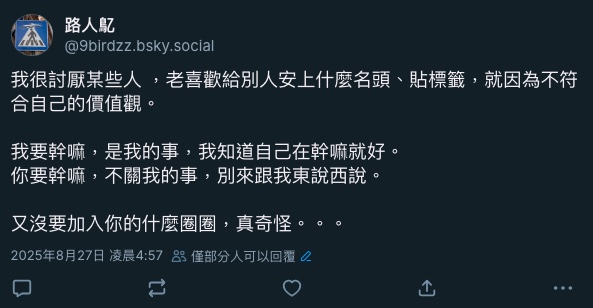 路人鳦
@9birdzz.bsky.social
我很討厭某些人 ，老喜歡給別人安上什麼名頭、貼標籤，就因為不符
合自己的價值觀。
我要幹嘛，是我的事，我知道自己在幹嘛就好。
你要幹嘛，不關我的事，別來跟我東說西說。
又沒要加入你的什麼圈圈，真奇怪。。。
2025年8月27日 凌晨4:57 僅部分人可以回覆